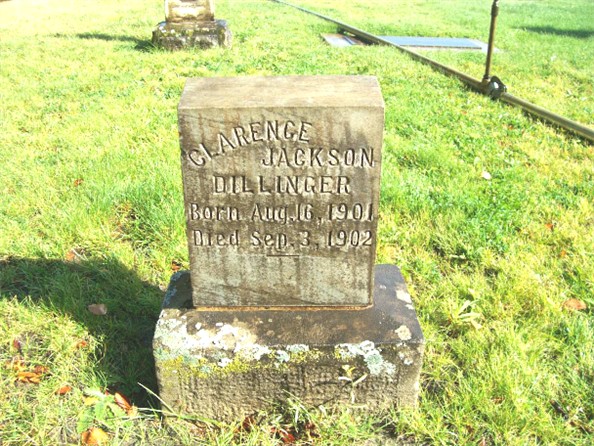 CLARENCE
JACKSON
DILLINGER
Born Aug. 16, 1901
Died Sep. 3, 1902